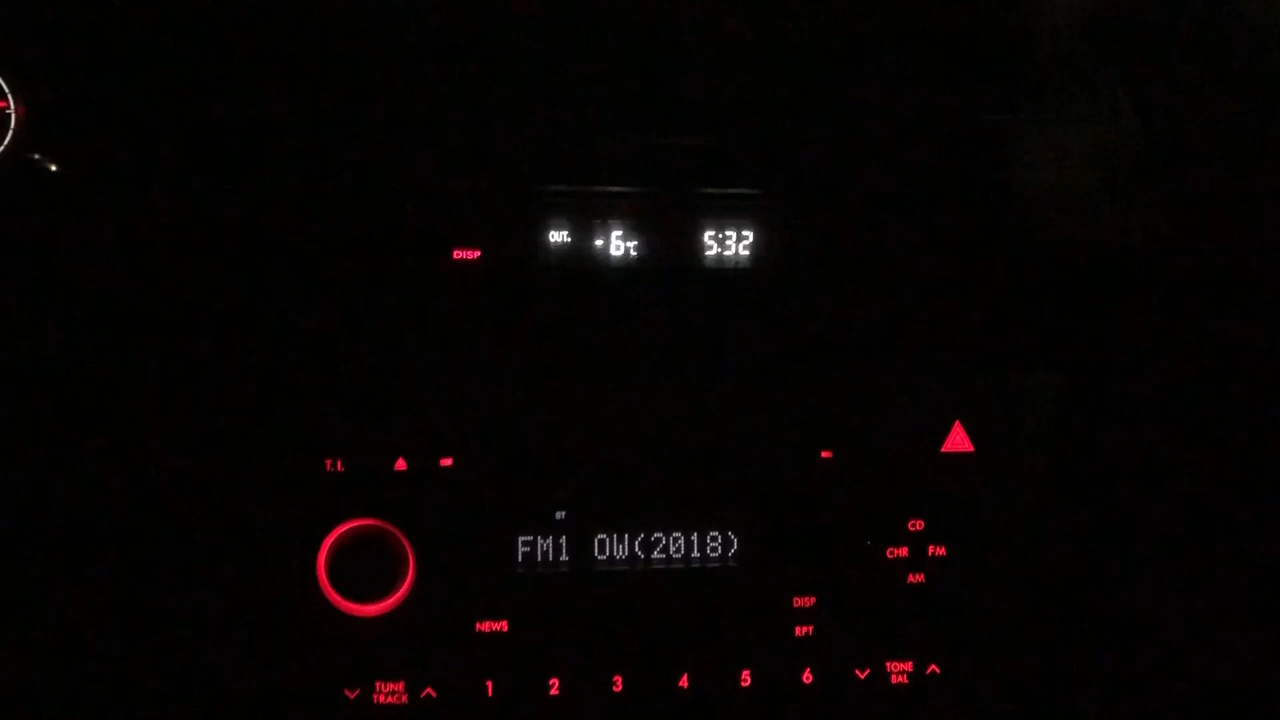 OUT. -6℃ 5:32
DISP
T.I.
ST
FM1 OW(2018)
CD
CHR FM
AM
DISP
NEWS
RPT
TUNE TRACK
1 2 3 4 5 6
TONE BAL